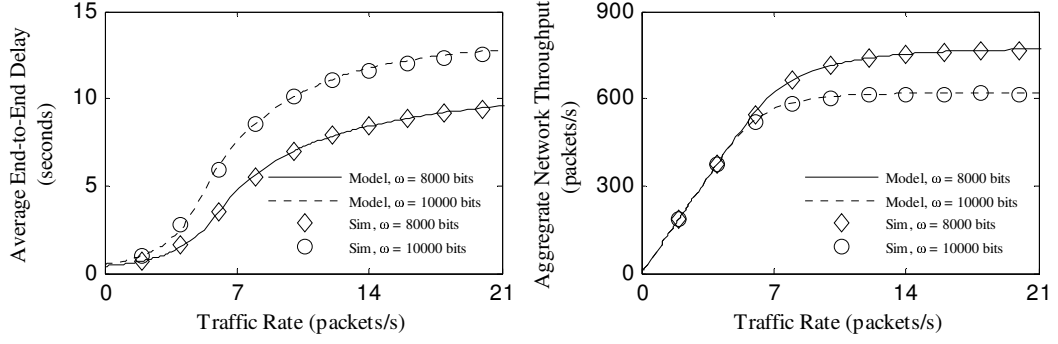 Average End-to-End Delay
(seconds)
15
10
5
0
0
7
14
21
Traffic Rate (packets/s)
Model, ω = 8000 bits
Model, ω = 10000 bits
Sim, ω = 8000 bits
Sim, ω = 10000 bits
Aggregrate Network Throughput
(packets/s)
900
600
300
0
0
7
14
21
Traffic Rate (packets/s)
Model, ω = 8000 bits
Model, ω = 10000 bits
Sim, ω = 8000 bits
Sim, ω = 10000 bits